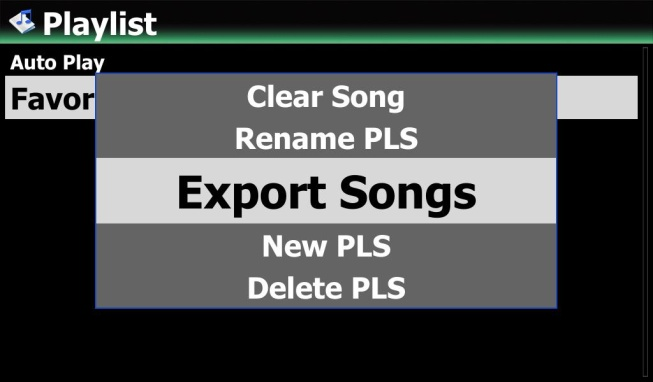 Playlist
Auto Play
Favor
Clear Song
Rename PLS
Export Songs
New PLS
Delete PLS